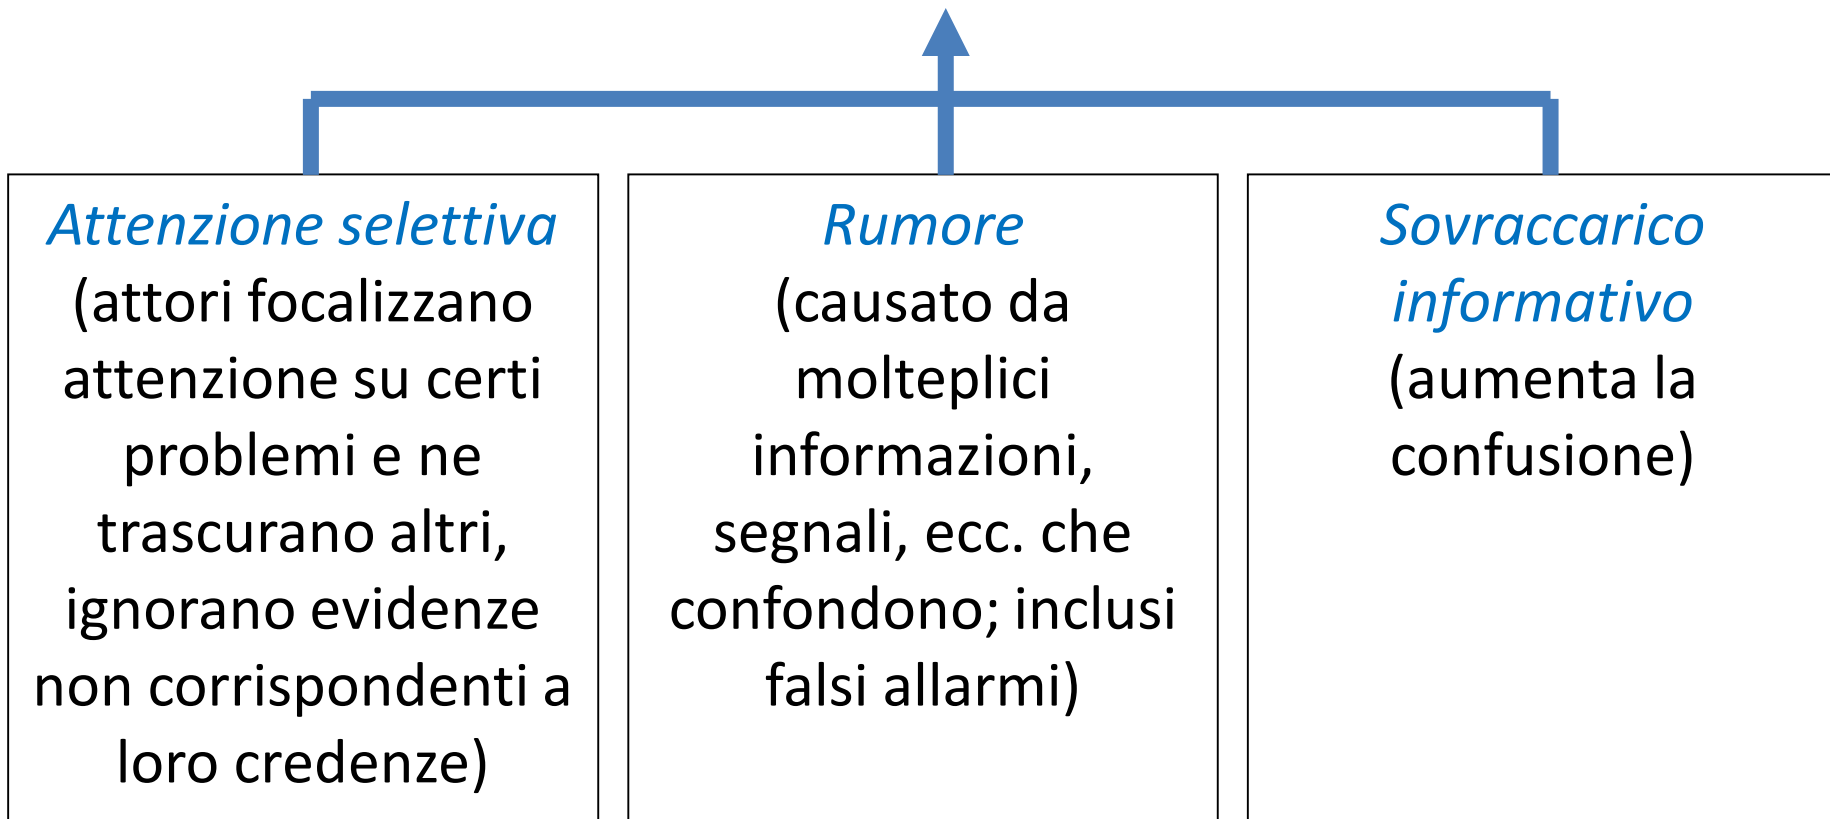 Attenzione selettiva
(attori focalizzano
attenzione su certi
problemi e ne
trascurano altri,
ignorano evidenze
non corrispondenti a
loro credenze)
Rumore
(causato da
molteplici
informazioni,
segnali, ecc. che
confondono; inclusi
falsi allarmi)
Sovraccarico
informativo
(aumenta la
confusione)